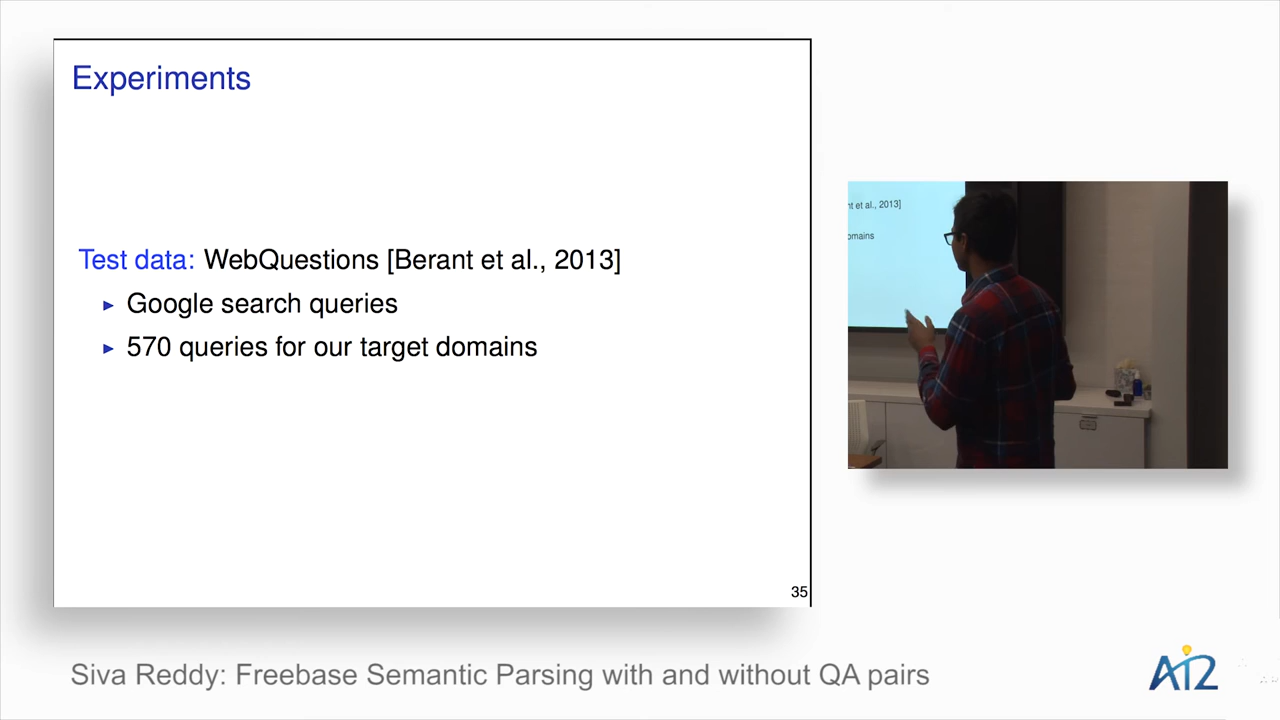 Experiments
Test data: WebQuestions [Berant et al., 2013]
▸ Google search queries
▸ 570 queries for our target domains
35
nt et al., 2013]
omains
Siva Reddy: Freebase Semantic Parsing with and without QA pairs
AI2